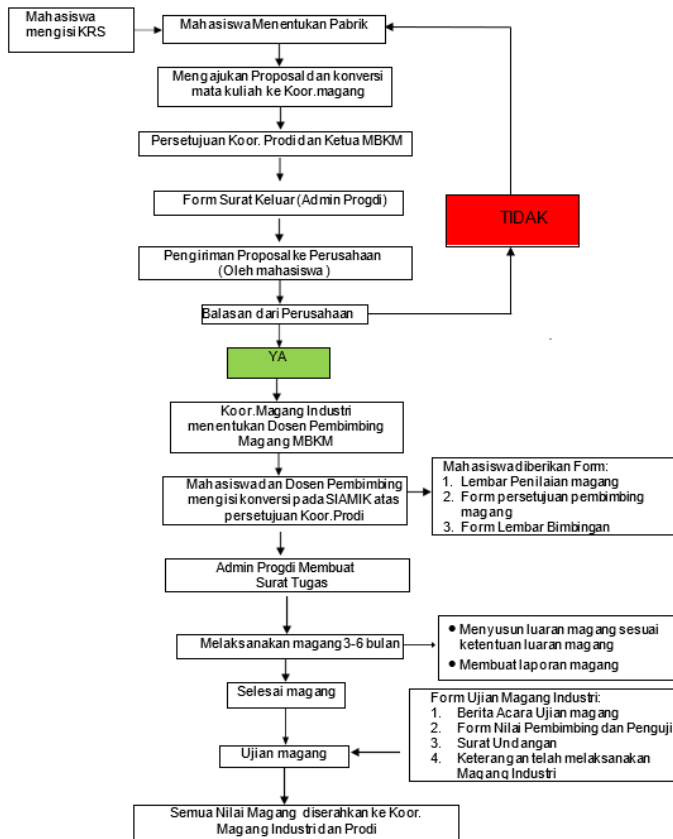 Mahasiswa
mengisi KRS
Mahasiswa Menentukan Pabrik
Mengajukan Proposal dan konversi
mata kuliah ke Koor.magang
Persetujuan Koor. Prodi dan Ketua MBKM
Form Surat Keluar (Admin Progdi)
TIDAK
Pengiriman Proposal ke Perusahaan
(Oleh mahasiswa )
Balasan dari Perusahaan
YA
Koor.Magang Industri
menentukan Dosen Pembimbing
Magang MBKM
Mahasiswa dan Dosen Pembimbing
mengisi konversi pada SIAMIK atas
persetujuan Koor.Prodi
Mahasiswa diberikan Form:
1. Lembar Penilaian magang
2. Form persetujuan pembimbing
magang
3. Form Lembar Bimbingan
Admin Progdi Membuat
Surat Tugas
Melaksanakan magang 3-6 bulan
• Menyusun luaran magang sesuai
ketentuan luaran magang
• Membuat laporan magang
Selesai magang
Form Ujian Magang Industri:
1. Berita Acara Ujian magang
2. Form Nilai Pembimbing dan Penguji
3. Surat Undangan
4. Keterangan telah melaksanakan
Magang Industri
Ujian magang
Semua Nilai Magang diserahkan ke Koor.
Magang Industri dan Prodi